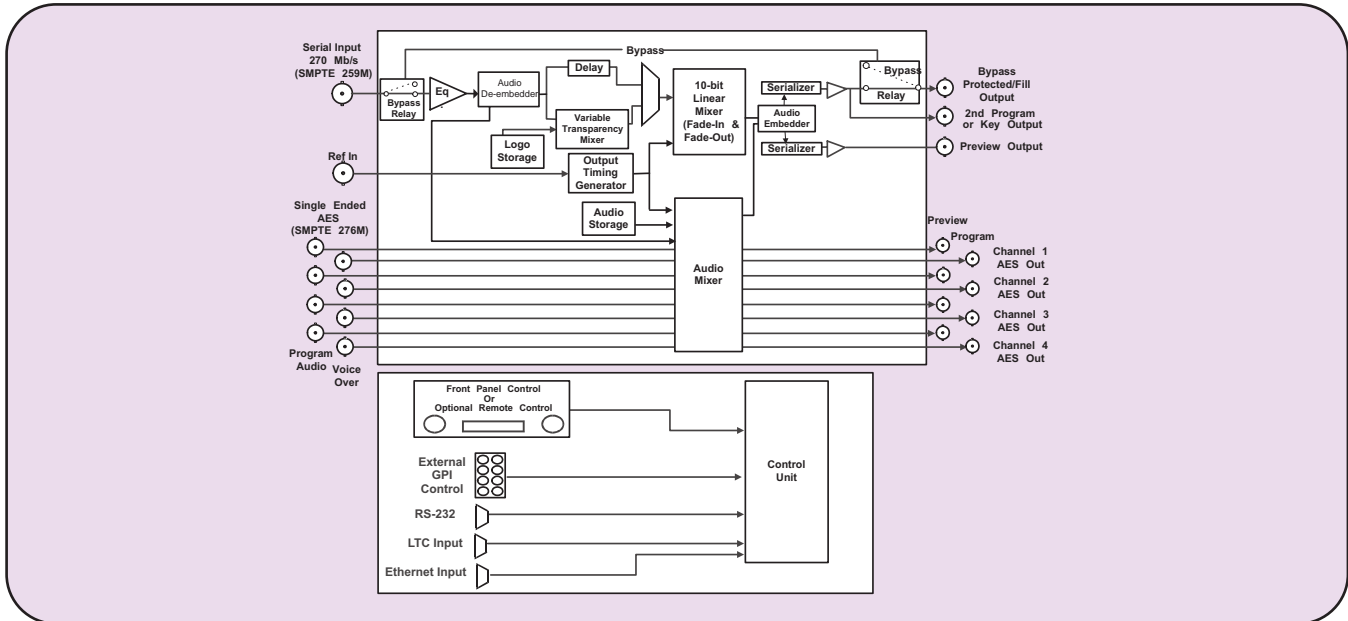 Serial Input
270 Mb/s
(SMPTE 259M)
Bypass
Bypass
Relay
Eq
Audio
De-embedder
Delay
Variable
Transparency
Mixer
Logo
Storage
10-bit
Linear
Mixer
(Fade-In &
Fade-Out)
Serializer
Audio
Embedder
Serializer
Bypass
Relay
Bypass
Protected/Fill
Output
2nd Program
or Key Output
Preview Output
Ref In
Output
Timing
Generator
Audio
Storage
Single Ended
AES
(SMPTE 276M)
Audio
Mixer
Preview
Program
Channel 1
AES Out
Channel 2
AES Out
Channel 3
AES Out
Channel 4
AES Out
Program
Audio
Voice
Over
Front Panel Control
Or
Optional Remote Control
External
GPI
Control
RS-232
LTC Input
Ethernet Input
Control
Unit